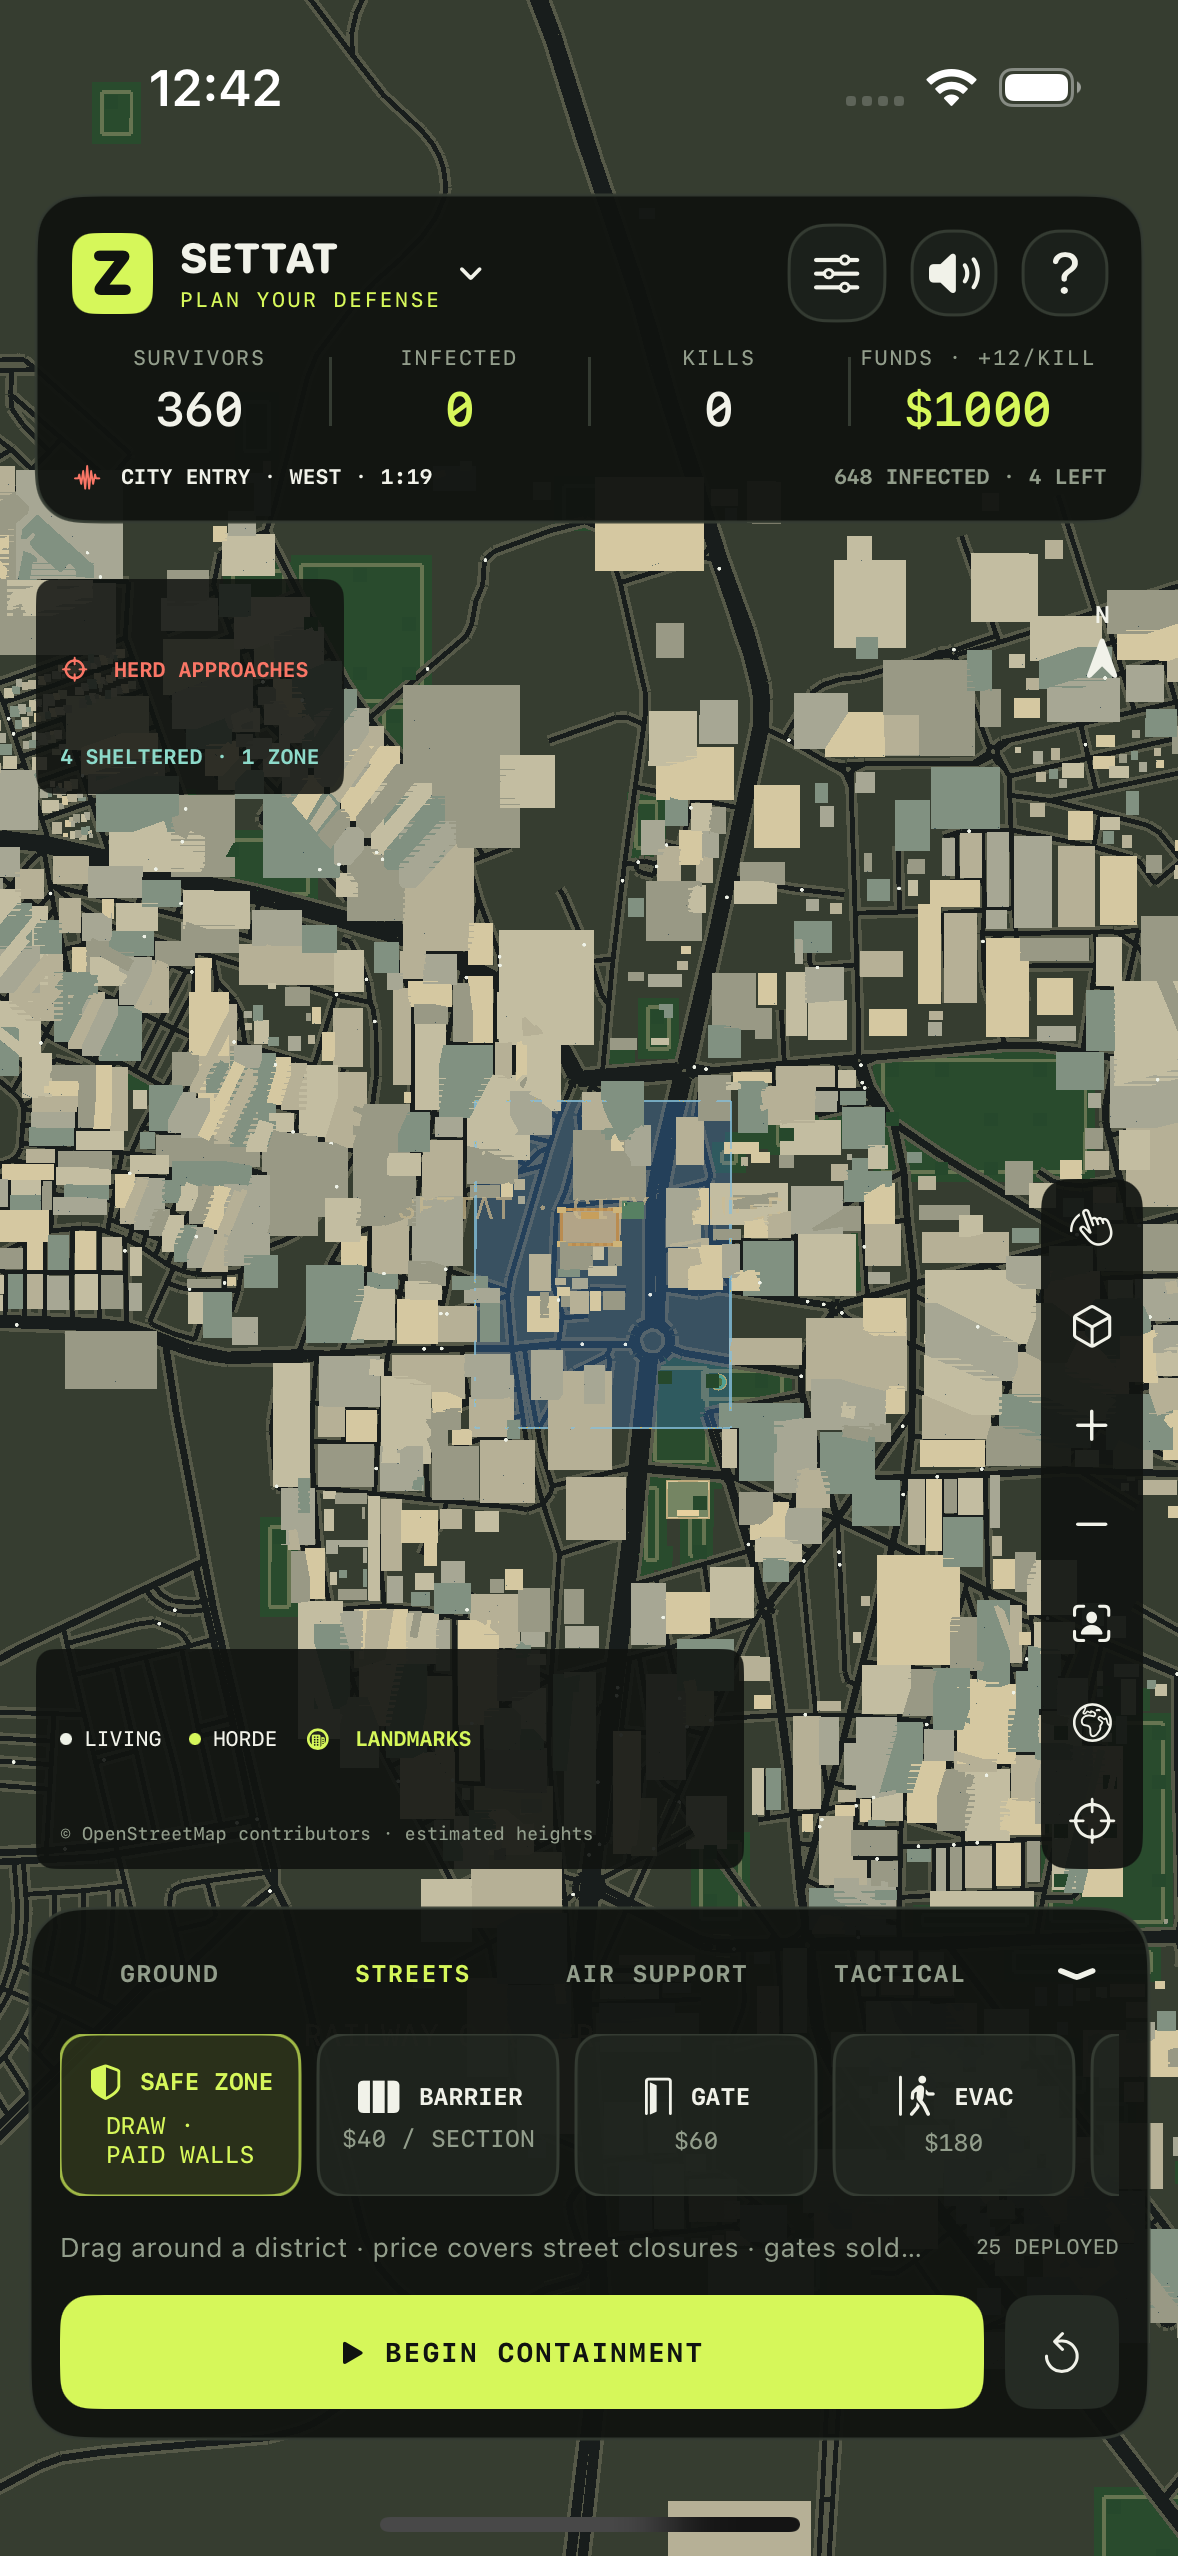 12:42
Z
SETTAT
PLAN YOUR DEFENSE
?
SURVIVORS
INFECTED
KILLS
FUNDS · +12/KILL
360
0
0
$1000
CITY ENTRY · WEST · 1:19
648 INFECTED · 4 LEFT
N
HERD APPROACHES
4 SHELTERED · 1 ZONE
LIVING
HORDE
LANDMARKS
© OpenStreetMap contributors · estimated heights
GROUND
STREETS
AIR SUPPORT
TACTICAL
SAFE ZONE
DRAW ·
PAID WALLS
BARRIER
$40 / SECTION
GATE
$60
EVAC
$180
Drag around a district · price covers street closures · gates sold...
25 DEPLOYED
BEGIN CONTAINMENT